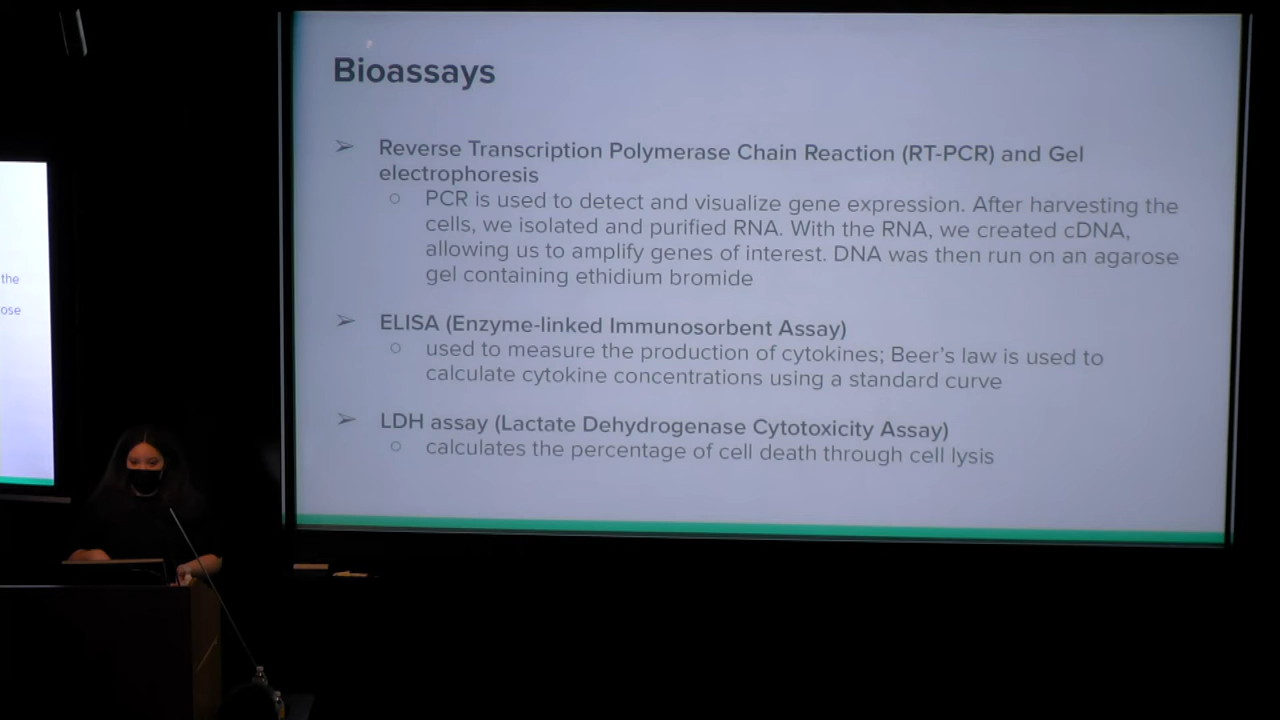 Bioassays
➢ Reverse Transcription Polymerase Chain Reaction (RT-PCR) and Gel
electrophoresis
○ PCR is used to detect and visualize gene expression. After harvesting the
cells, we isolated and purified RNA. With the RNA, we created cDNA,
allowing us to amplify genes of interest. DNA was then run on an agarose
gel containing ethidium bromide
➢ ELISA (Enzyme-linked Immunosorbent Assay)
○ used to measure the production of cytokines; Beer's law is used to
calculate cytokine concentrations using a standard curve
➢ LDH assay (Lactate Dehydrogenase Cytotoxicity Assay)
○ calculates the percentage of cell death through cell lysis
the
ose